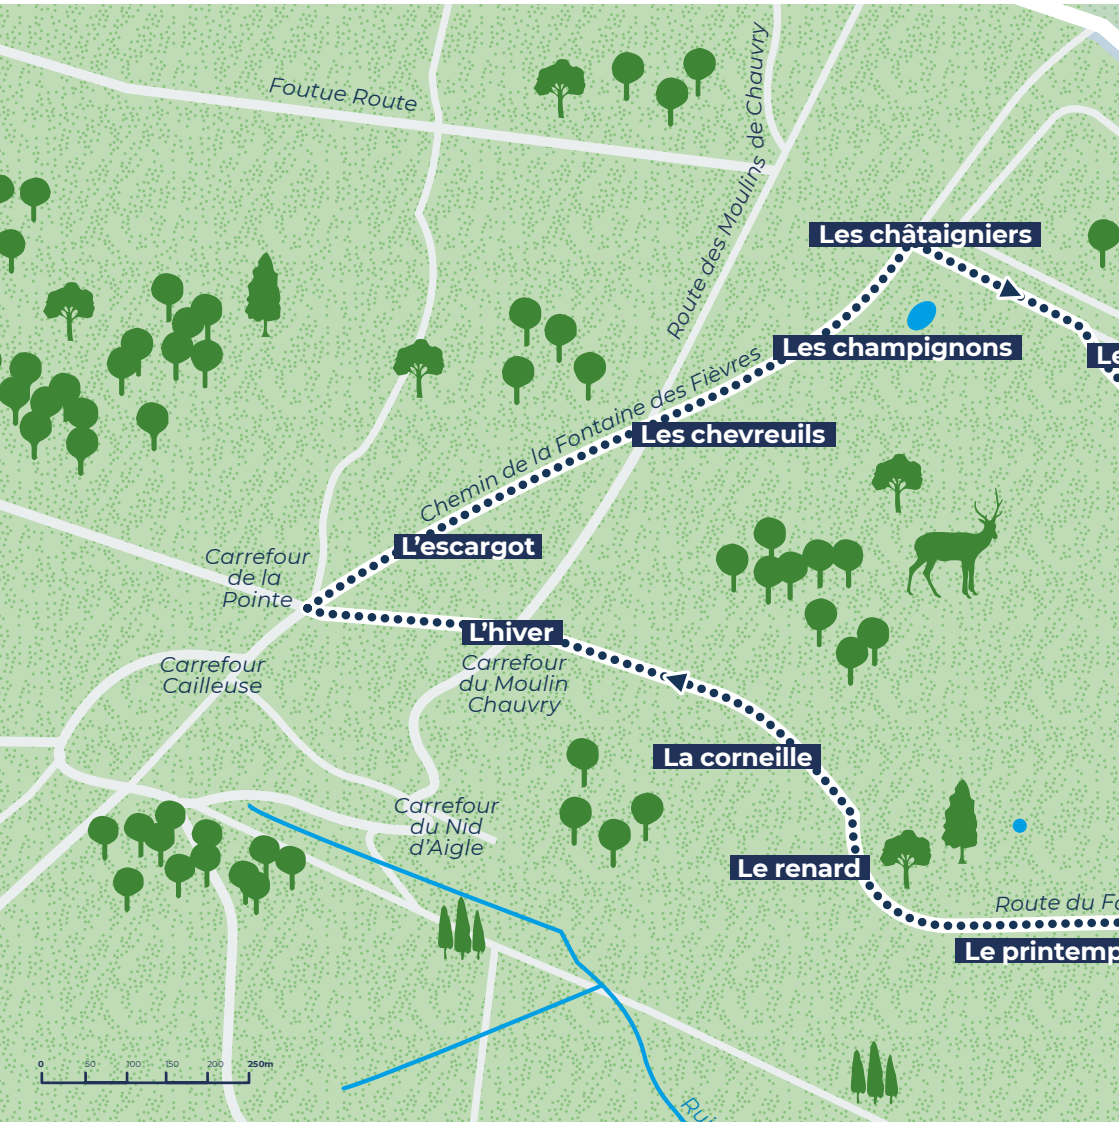 Foutue Route
Route des Moulins de Chauvry
Les châtaigniers
Les champignons
Chemin de la Fontaine des Fièvres
Les chevreuils
L'escargot
Carrefour
de la
Pointe
L'hiver
Carrefour
Cailleuse
Carrefour
du Moulin
Chauvry
La corneille
Carrefour
du Nid
d'Aigle
Le renard
Route du
Le printemp
0 50 100 150 200 250m